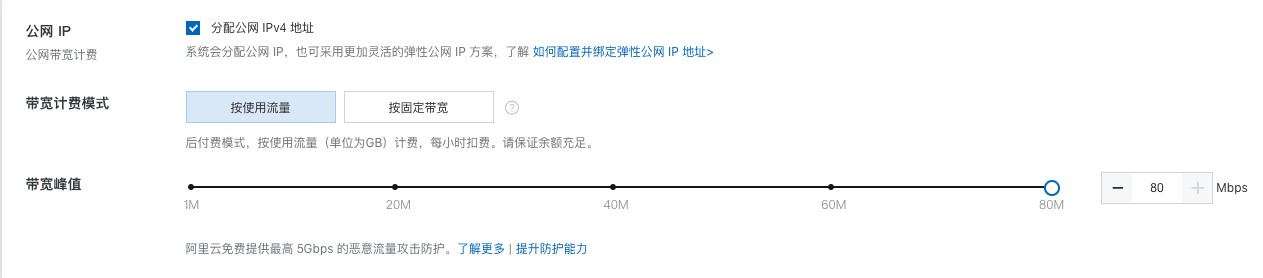 公网 IP
公网带宽计费
分配公网 IPv4 地址
系统会分配公网 IP，也可采用更加灵活的弹性公网 IP 方案，了解 如何配置并绑定弹性公网 IP 地址>
带宽计费模式
按使用流量 按固定带宽 ?
后付费模式，按使用流量（单位为GB）计费，每小时扣费。请保证余额充足。
带宽峰值
− 80 + Mbps
1M 20M 40M 60M 80M
阿里云免费提供最高 5Gbps 的恶意流量攻击防护。了解更多 | 提升防护能力